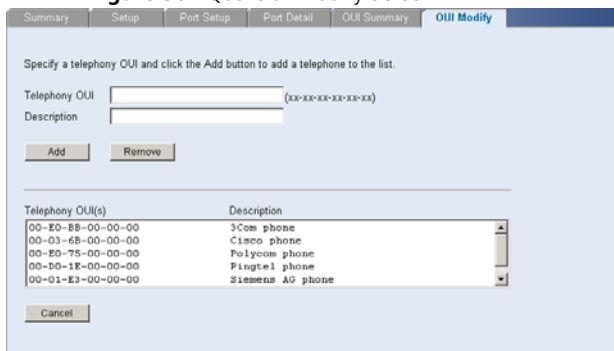 Summary Setup Port Setup Port Detail OUI Summary OUI Modify
Specify a telephony OUI and click the Add button to add a telephone to the list.
Telephony OUI (xx-xx-xx-xx-xx-xx)
Description
Add Remove
Telephony OUI(s) Description
00-E0-BB-00-00-00 3Com phone
00-03-6B-00-00-00 Cisco phone
00-E0-75-00-00-00 Polycom phone
00-D0-1E-00-00-00 Pingtel phone
00-01-E3-00-00-00 Siemens AG phone
Cancel